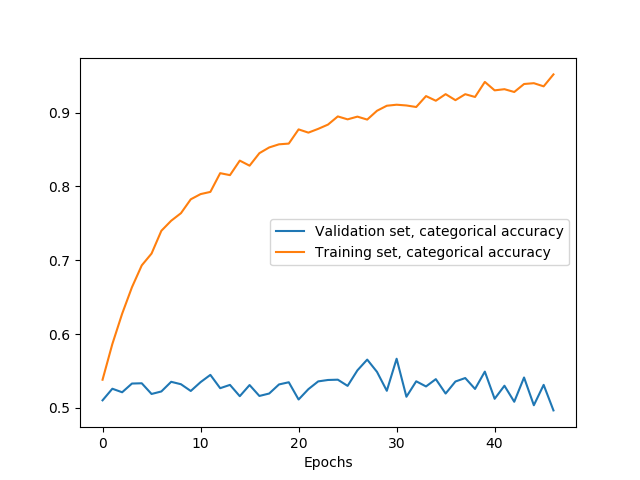 0.9
0.8
0.7
0.6
0.5
Validation set, categorical accuracy
Training set, categorical accuracy
0 10 20 30 40
Epochs